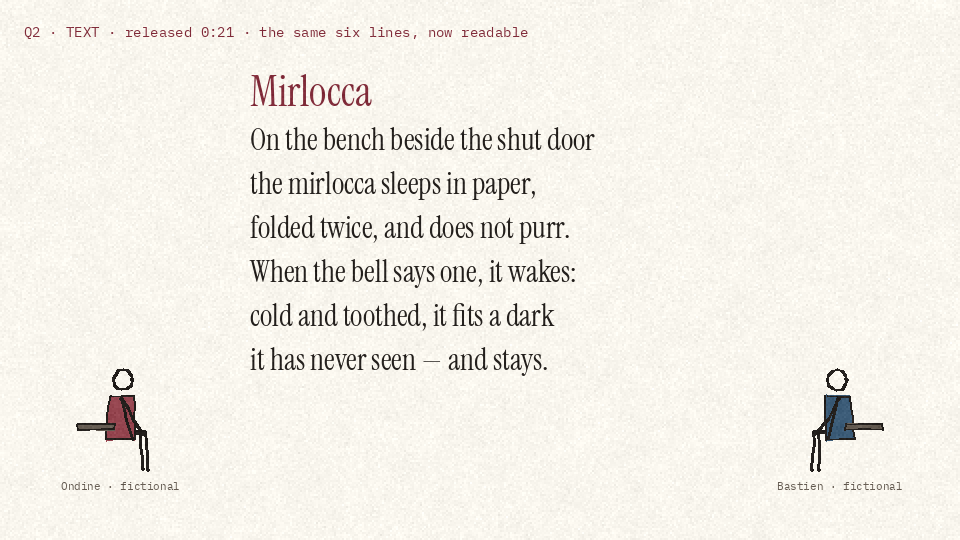 Q2 · TEXT · released 0:21 · the same six lines, now readable
Mirlocca
On the bench beside the shut door
the mirlocca sleeps in paper,
folded twice, and does not purr.
When the bell says one, it wakes:
cold and toothed, it fits a dark
it has never seen — and stays.
Ondine · fictional
Bastien · fictional